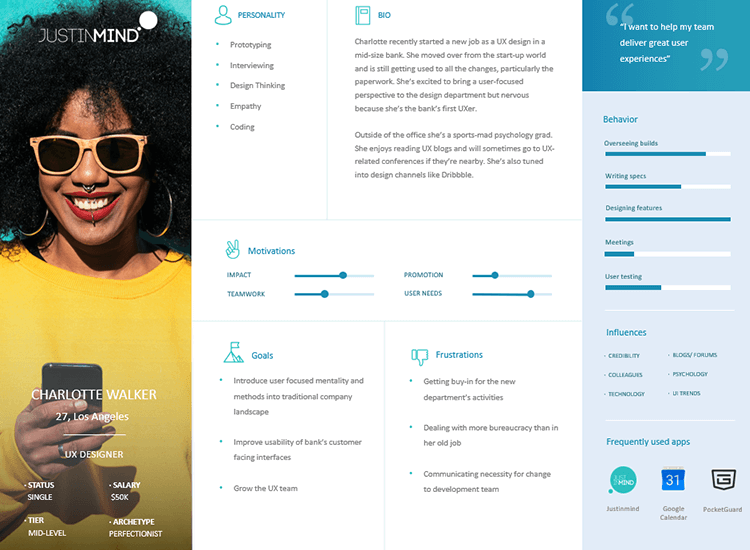 JUSTINMIND
CHARLOTTE WALKER
27, Los Angeles
UX DESIGNER
· STATUS
SINGLE
· SALARY
$50K
· TIER
MID-LEVEL
· ARCHETYPE
PERFECTIONIST
PERSONALITY
• Prototyping
• Interviewing
• Design Thinking
• Empathy
• Coding
BIO
Charlotte recently started a new job as a UX design in a
mid-size bank. She moved over from the start-up world
and is still getting used to all the changes, particularly the
paperwork. She's excited to bring a user-focused
perspective to the design department but nervous
because she's the bank's first UXer.
Outside of the office she's a sports-mad psychology grad.
She enjoys reading UX blogs and will sometimes go to UX-
related conferences if they're nearby. She's also tuned
into design channels like Dribbble.
Motivations
IMPACT
TEAMWORK
PROMOTION
USER NEEDS
Goals
• Introduce user focused mentality and
methods into traditional company
landscape
• Improve usability of bank's customer
facing interfaces
• Grow the UX team
Frustrations
• Getting buy-in for the new
department's activities
• Dealing with more bureaucracy than in
her old job
• Communicating necessity for change
to development team
"I want to help my team
deliver great user
experiences"
Behavior
Overseeing builds
Writing specs
Designing features
Meetings
User testing
Influences
· CREDIBILITY
· COLLEAGUES
· TECHNOLOGY
· BLOGS/ FORUMS
· PSYCHOLOGY
· UI TRENDS
Frequently used apps
JUST IN
MIND
31
Justinmind
Google
Calendar
PocketGuard